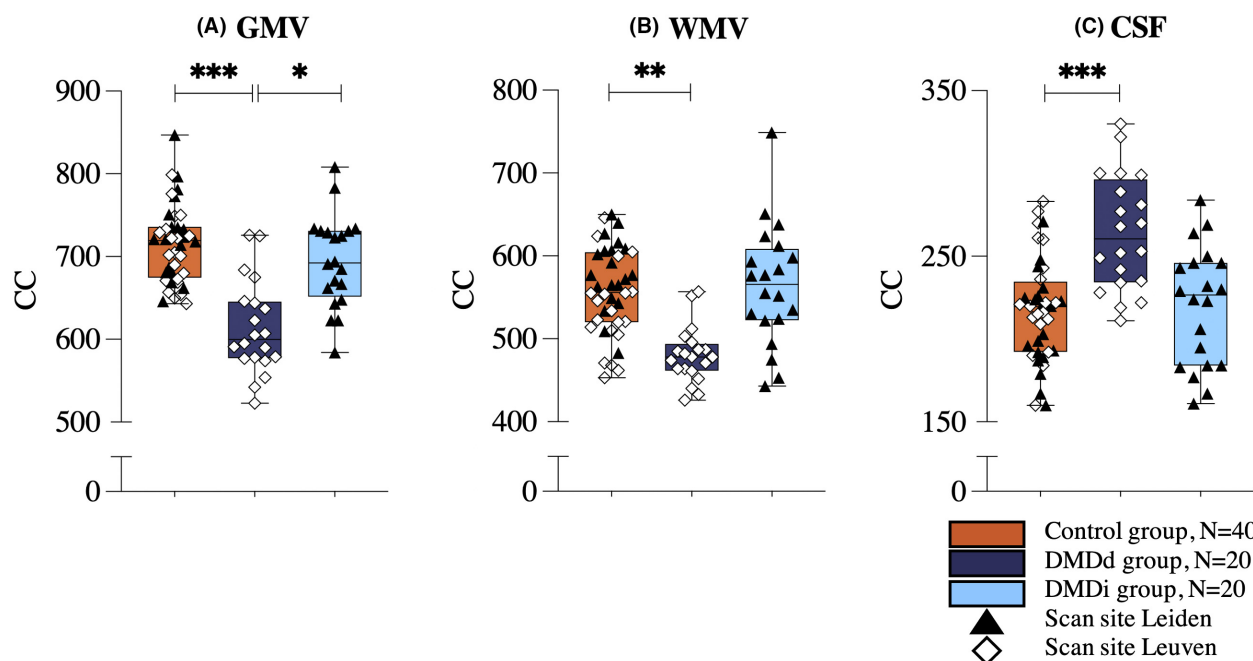 (A) GMV
*** *
900
800
700
600
500
0
CC
(B) WMV
**
800
700
600
500
400
0
CC
(C) CSF
***
350
250
150
0
CC
Control group, N=40
DMDd group, N=20
DMDi group, N=20
Scan site Leiden
Scan site Leuven